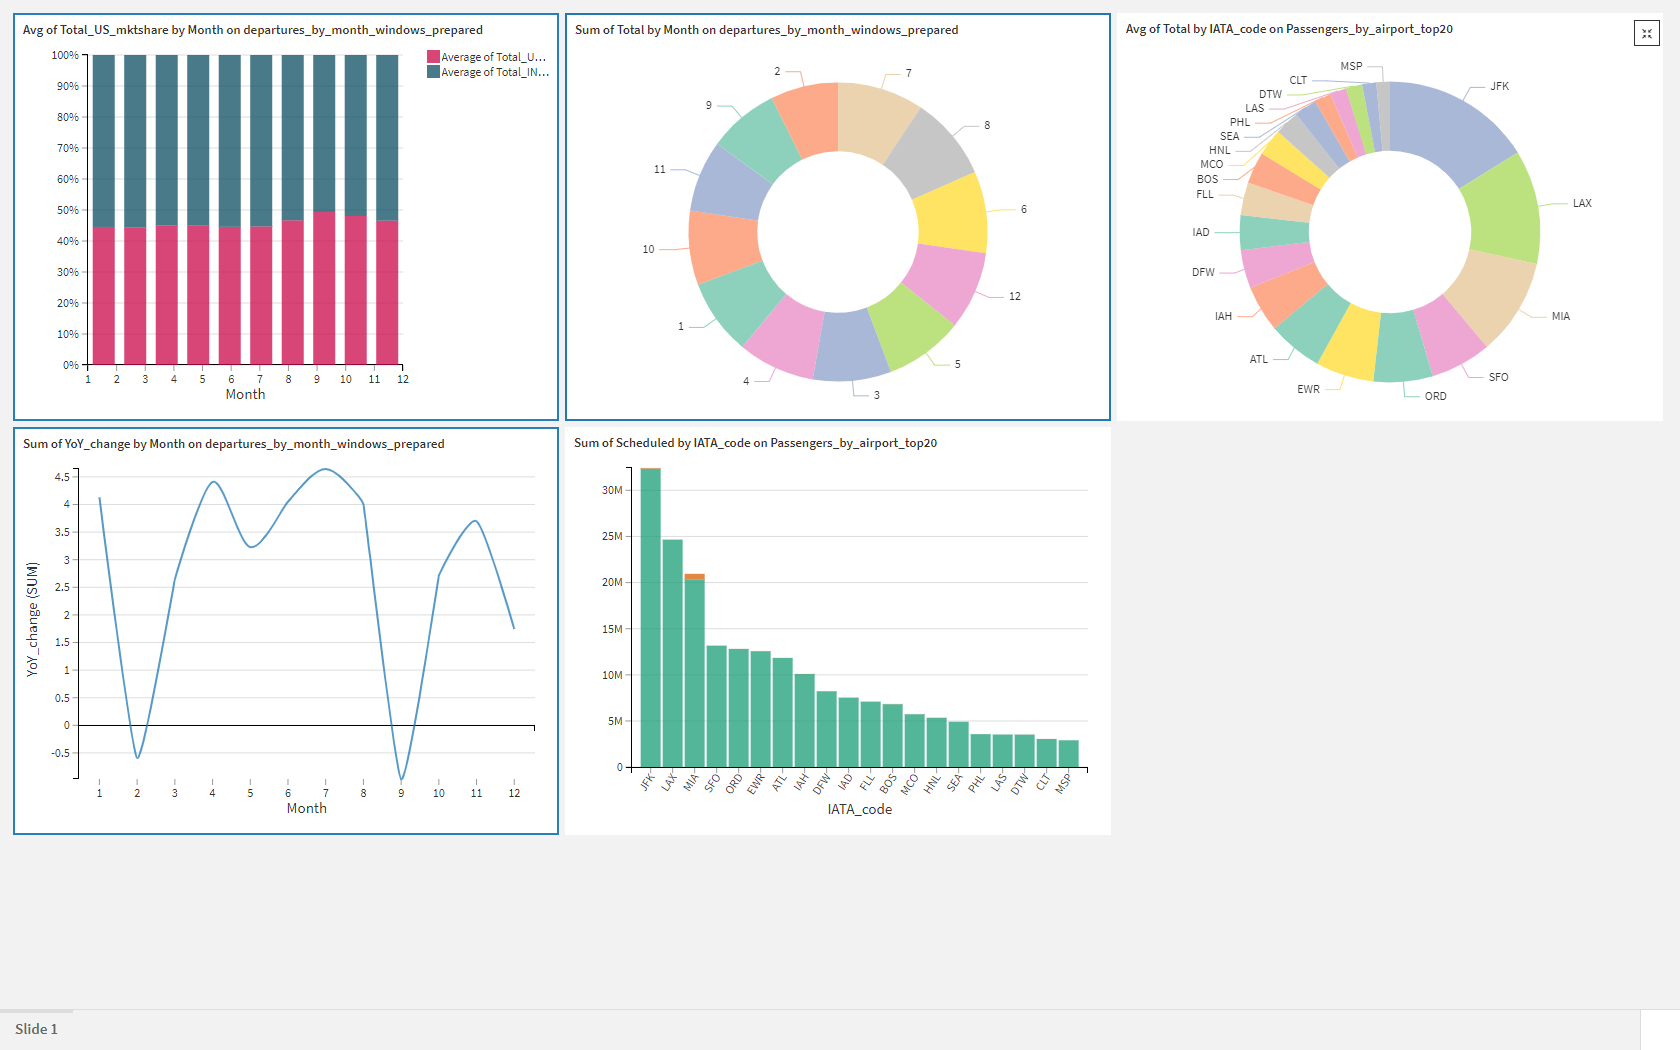 Avg of Total_US_mktshare by Month on departures_by_month_windows_prepared
100%
90%
80%
70%
60%
50%
40%
30%
20%
10%
0%
1 2 3 4 5 6 7 8 9 10 11 12
Month
Average of Total_U...
Average of Total_IN...
Sum of Total by Month on departures_by_month_windows_prepared
2
7
9
8
11
6
10
12
1
5
4
3
Avg of Total by IATA_code on Passengers_by_airport_top20
MSP
CLT
JFK
DTW
LAS
PHL
SEA
HNL
MCO
BOS
FLL
LAX
IAD
DFW
IAH
MIA
ATL
SFO
EWR
ORD
Sum of YoY_change by Month on departures_by_month_windows_prepared
YoY_change (SUM)
4.5
4
3.5
3
2.5
2
1.5
1
0.5
0
-0.5
1 2 3 4 5 6 7 8 9 10 11 12
Month
Sum of Scheduled by IATA_code on Passengers_by_airport_top20
30M
25M
20M
15M
10M
5M
0
JFK LAX MIA SFO ORD EWR ATL IAH DFW IAD FLL BOS MCO HNL SEA PHL LAS DTW CLT MSP
IATA_code
Slide 1